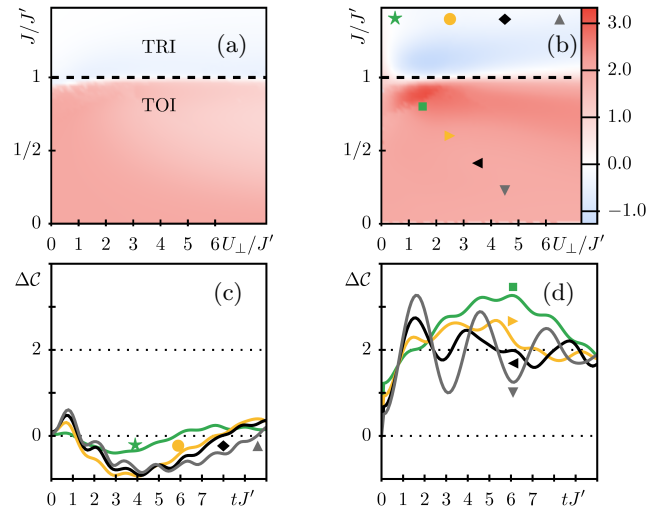 J/J′
(a)
TRI
1
TOI
1/2
0
0 1 2 3 4 5 6 U⊥/J′
J/J′
(b)
1
1/2
0
0 1 2 3 4 5 6 U⊥/J′
3.0
2.0
1.0
0.0
−1.0
ΔC
(c)
2
0
0 1 2 3 4 5 6 7 tJ′
ΔC
(d)
2
0
0 1 2 3 4 5 6 7 tJ′